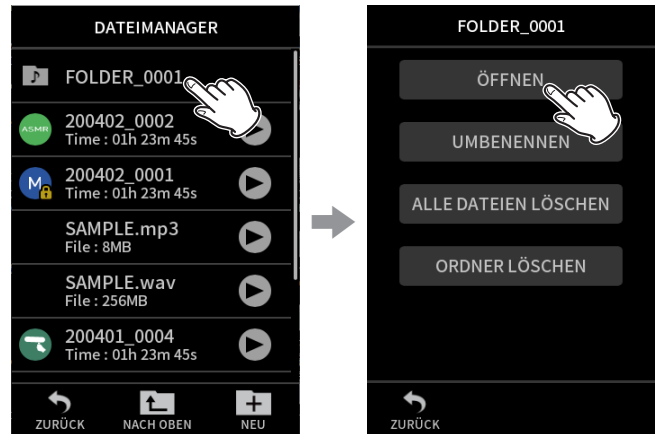 DATEIMANAGER
FOLDER_0001
ASMR
200402_0002
Time : 01h 23m 45s
M
200402_0001
Time : 01h 23m 45s
SAMPLE.mp3
File : 8MB
SAMPLE.wav
File : 256MB
200401_0004
Time : 01h 23m 45s
ZURÜCK
NACH OBEN
NEU
FOLDER_0001
ÖFFNEN
UMBENENNEN
ALLE DATEIEN LÖSCHEN
ORDNER LÖSCHEN
ZURÜCK